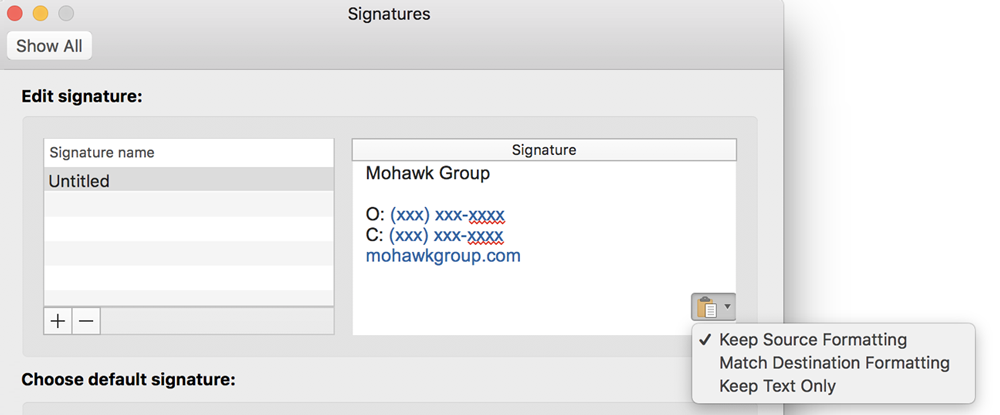 Signatures
Show All
Edit signature:
Signature name
Untitled
Signature
Mohawk Group
O: (xxx) xxx-xxxx
C: (xxx) xxx-xxxx
mohawkgroup.com
✓ Keep Source Formatting
Match Destination Formatting
Keep Text Only
Choose default signature: